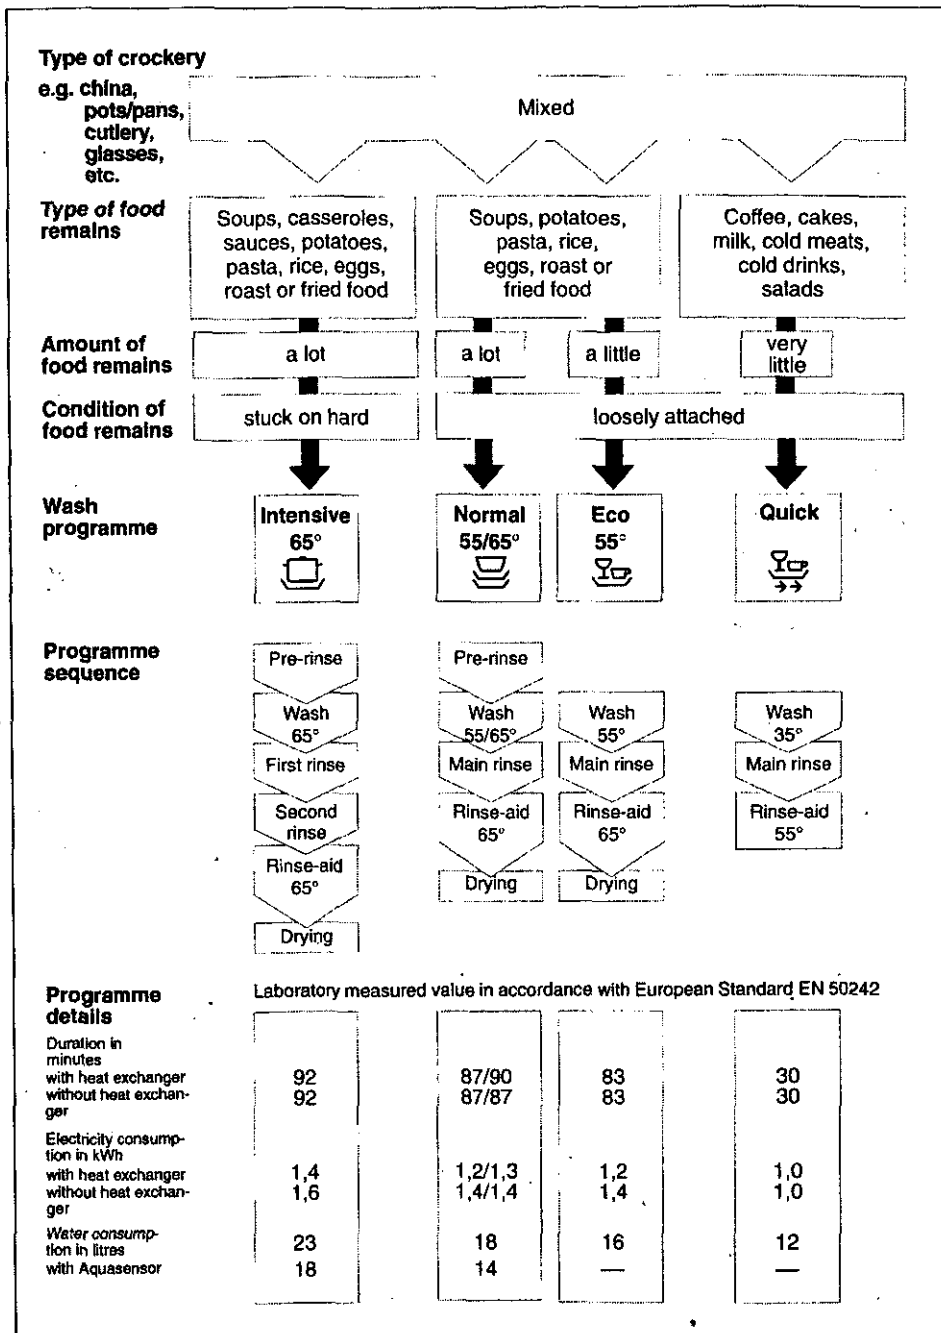 Type of crockery
e.g. china,
pots/pans,
cutlery,
glasses,
etc.
Mixed
Type of food
remains
Soups, casseroles,
sauces, potatoes,
pasta, rice, eggs,
roast or fried food
Soups, potatoes,
pasta, rice,
eggs, roast or
fried food
Coffee, cakes,
milk, cold meats,
cold drinks,
salads
Amount of
food remains
a lot
a lot
a little
very
little
Condition of
food remains
stuck on hard
loosely attached
Wash
programme
Intensive
65°
Normal
55/65°
Eco
55°
Quick
Programme
sequence
Pre-rinse
Wash
65°
First rinse
Second
rinse
Rinse-aid
65°
Drying
Pre-rinse
Wash
55/65°
Main rinse
Rinse-aid
65°
Drying
Wash
55°
Main rinse
Rinse-aid
65°
Drying
Wash
35°
Main rinse
Rinse-aid
55°
Programme
details
Laboratory measured value in accordance with European Standard EN 50242
Duration in
minutes
with heat exchanger 92 87/90 83 30
without heat exchan- 92 87/87 83 30
ger
Electricity consump-
tion in kWh
with heat exchanger 1,4 1,2/1,3 1,2 1,0
without heat exchan- 1,6 1,4/1,4 1,4 1,0
ger
Water consump-
tion in litres 23 18 16 12
with Aquasensor 18 14 — —